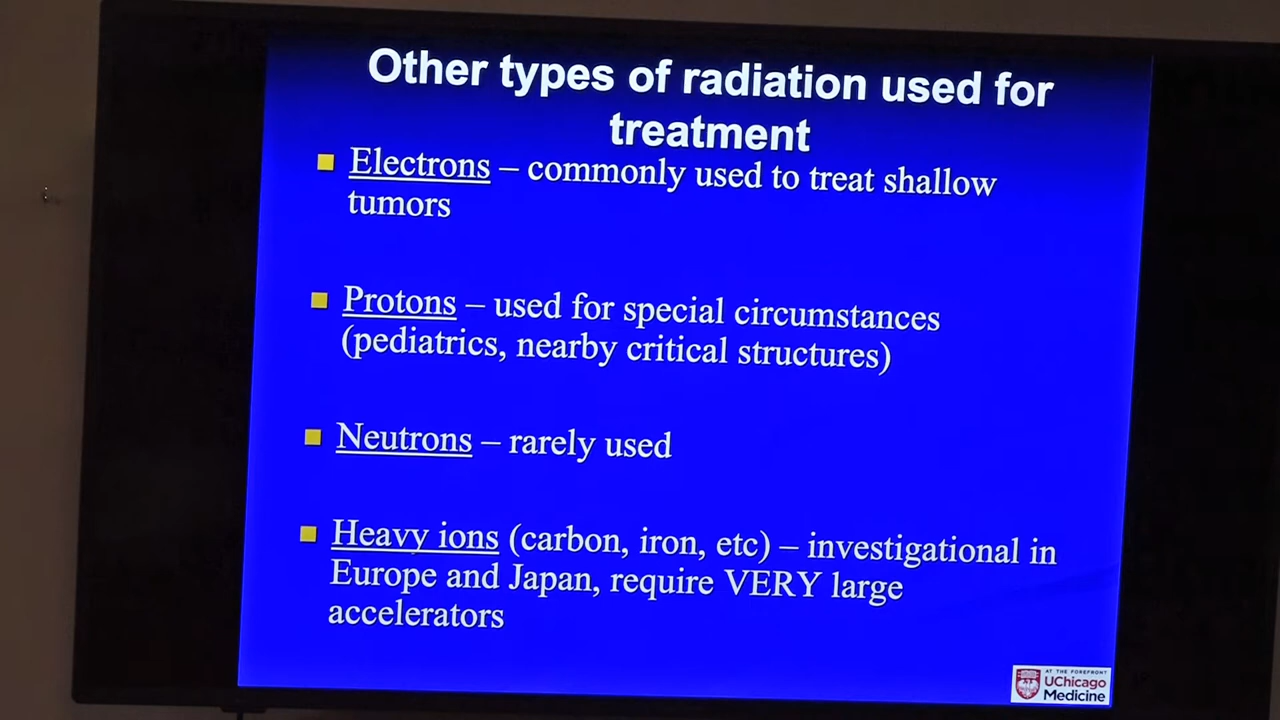 Other types of radiation used for
treatment
Electrons – commonly used to treat shallow
tumors
Protons – used for special circumstances
(pediatrics, nearby critical structures)
Neutrons – rarely used
Heavy ions (carbon, iron, etc) – investigational in
Europe and Japan, require VERY large
accelerators
AT THE FOREFRONT
UChicago
Medicine